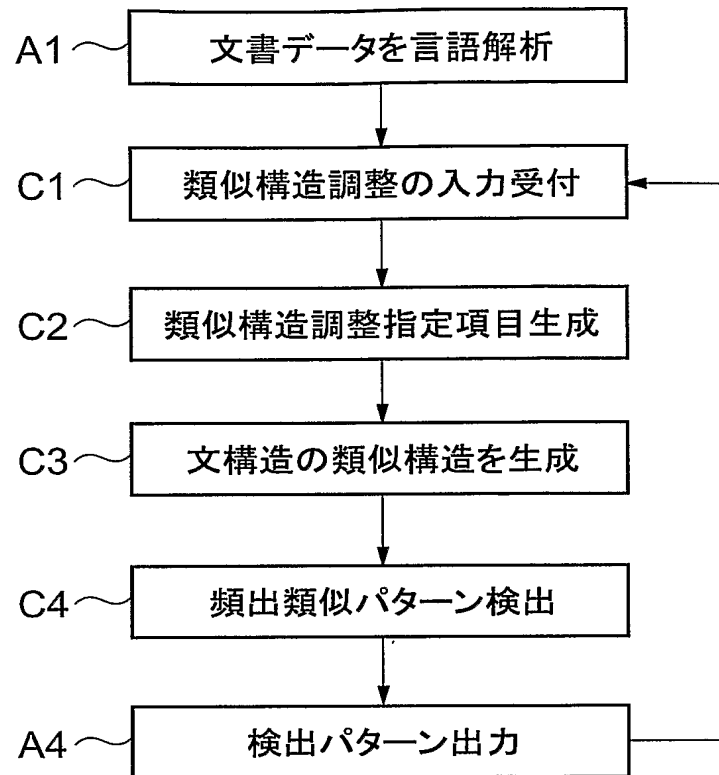 A1 文書データを言語解析
C1 類似構造調整の入力受付
C2 類似構造調整指定項目生成
C3 文構造の類似構造を生成
C4 頻出類似パターン検出
A4 検出パターン出力